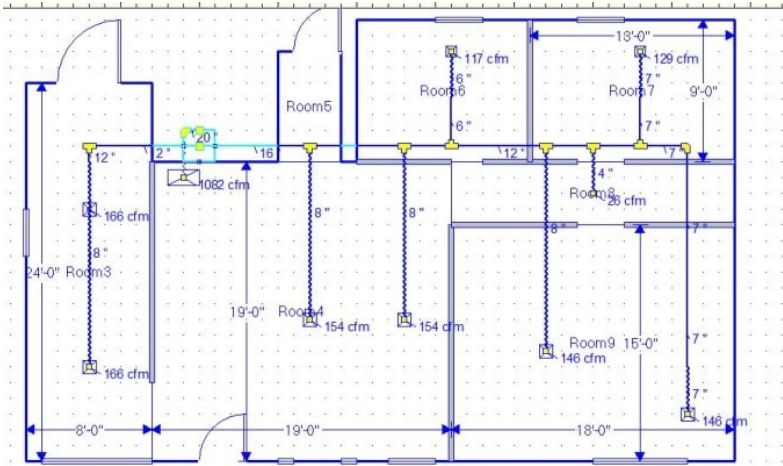 13'-0"
117 cfm
129 cfm
6 "
7 "
Room6
Room7
9'-0"
Room5
20 "
6 "
7 "
12 "
2 "
16
12 "
7 "
1082 cfm
4 "
Room8
26 cfm
166 cfm
8 "
8 "
8 "
7 "
8 "
24'-0"
Room3
19'-0"
Room4
154 cfm
154 cfm
Room9
15'-0"
7 "
146 cfm
166 cfm
7 "
146 cfm
8'-0"
19'-0"
18'-0"